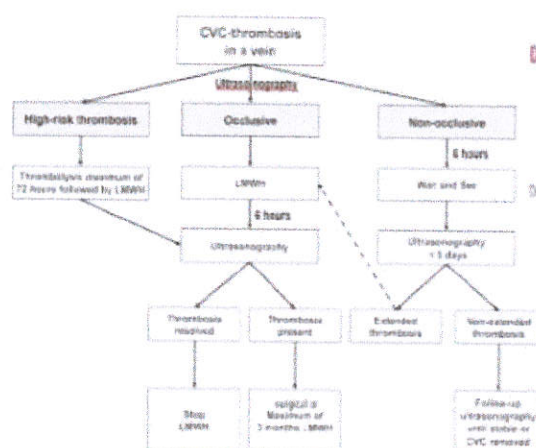 CVC-thrombosis
in a vein
Ultrasonography
High-risk thrombosis
Occlusive
Non-occlusive
6 hours
Thrombolysis maximum of
72 hours followed by LMWH
LMWH
Wait and See
6 hours
Ultrasonography
Ultrasonography
days
Thrombosis
resolved
Thrombosis
present
Extended
thrombosis
Non-extended
thrombosis
Stop
LMWH
surgical
Maximum of
3 months LMWH
Follow-up
ultrasonography
until stable or
CVC removed